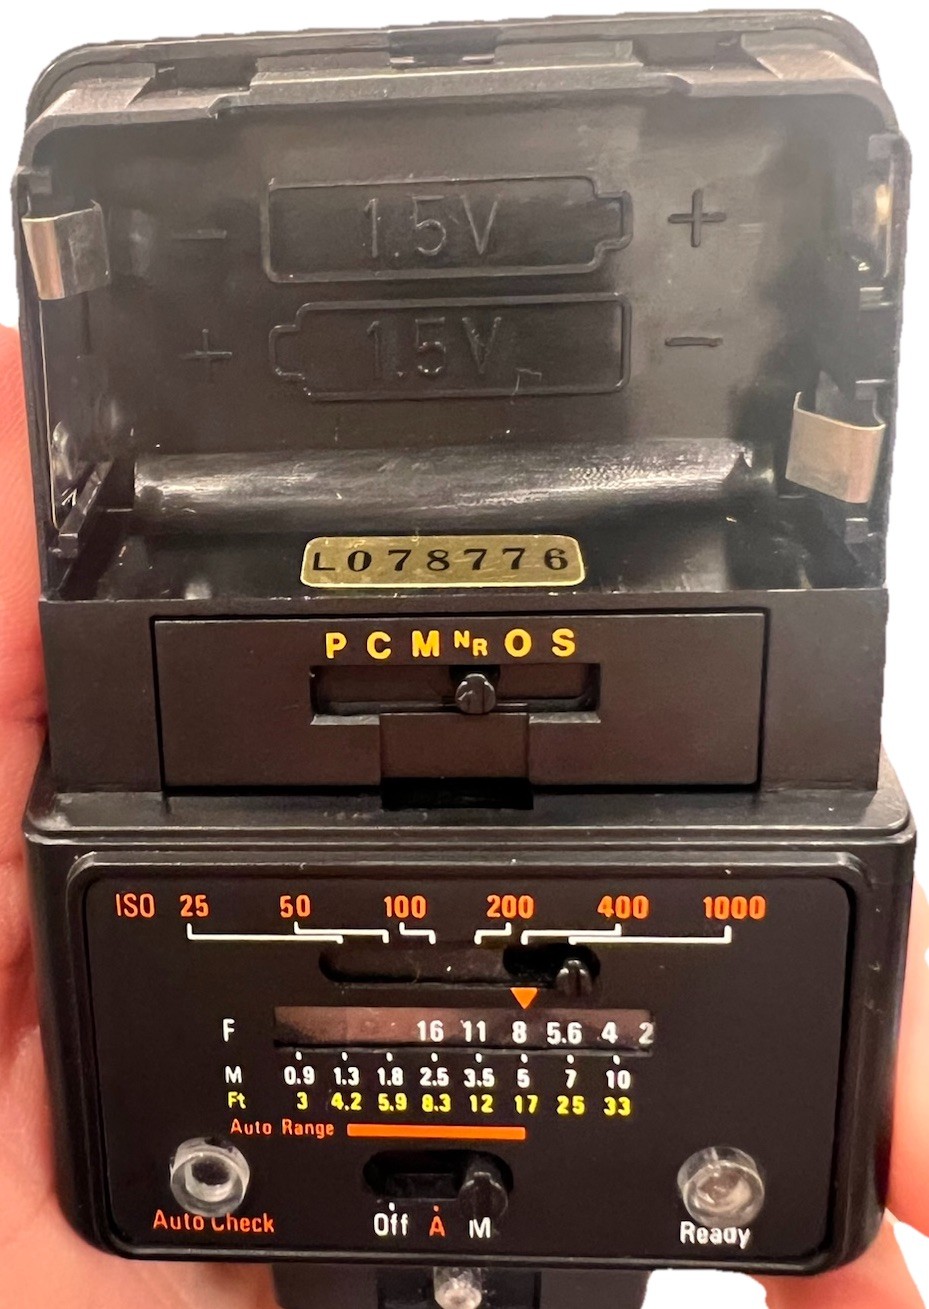 − 1.5V +
+ 1.5V −
L078776
P C M NR O S
ISO 25 50 100 200 400 1000
F 16 11 8 5.6 4 2
M 0.9 1.3 1.8 2.5 3.5 5 7 10
Ft 3 4.2 5.9 8.3 12 17 25 33
Auto Range
Auto Check
Off A M
Ready